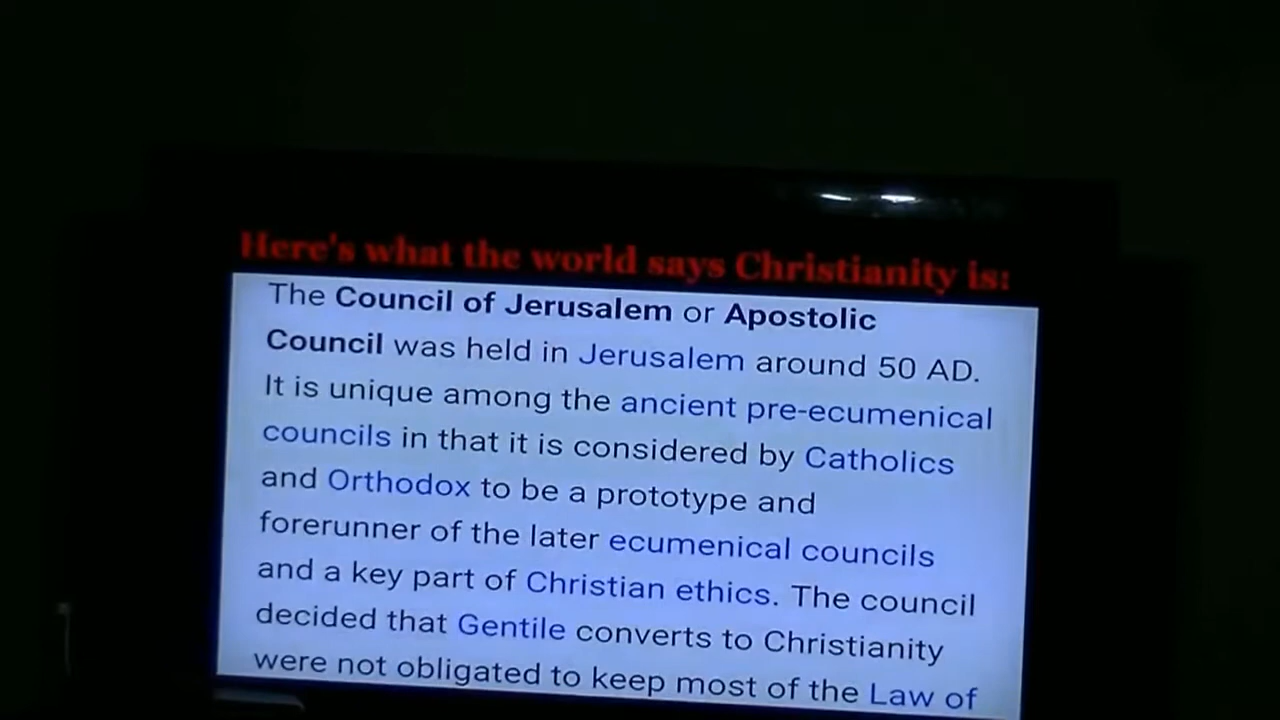 Here's what the world says Christianity is:
The Council of Jerusalem or Apostolic
Council was held in Jerusalem around 50 AD.
It is unique among the ancient pre-ecumenical
councils in that it is considered by Catholics
and Orthodox to be a prototype and
forerunner of the later ecumenical councils
and a key part of Christian ethics. The council
decided that Gentile converts to Christianity
were not obligated to keep most of the Law of